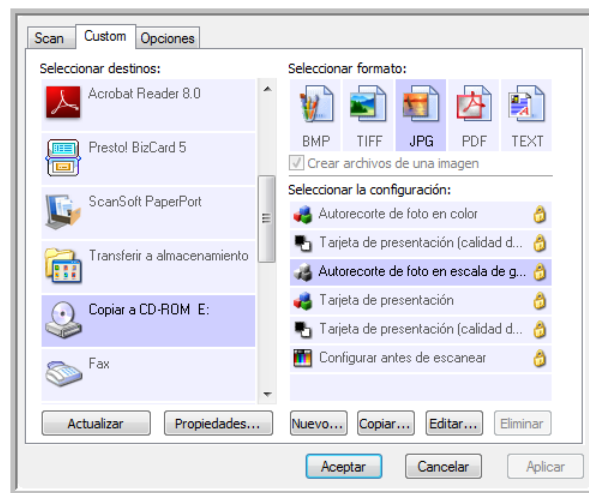 Scan Custom Opciones
Seleccionar destinos:
Acrobat Reader 8.0
Presto! BizCard 5
ScanSoft PaperPort
Transferir a almacenamiento
Copiar a CD-ROM E:
Fax
Actualizar Propiedades...
Seleccionar formato:
BMP TIFF JPG PDF TEXT
Crear archivos de una imagen
Seleccionar la configuración:
Autorecorte de foto en color
Tarjeta de presentación (calidad d...
Autorecorte de foto en escala de g...
Tarjeta de presentación
Tarjeta de presentación (calidad d...
Configurar antes de escanear
Nuevo... Copiar... Editar... Eliminar
Aceptar Cancelar Aplicar